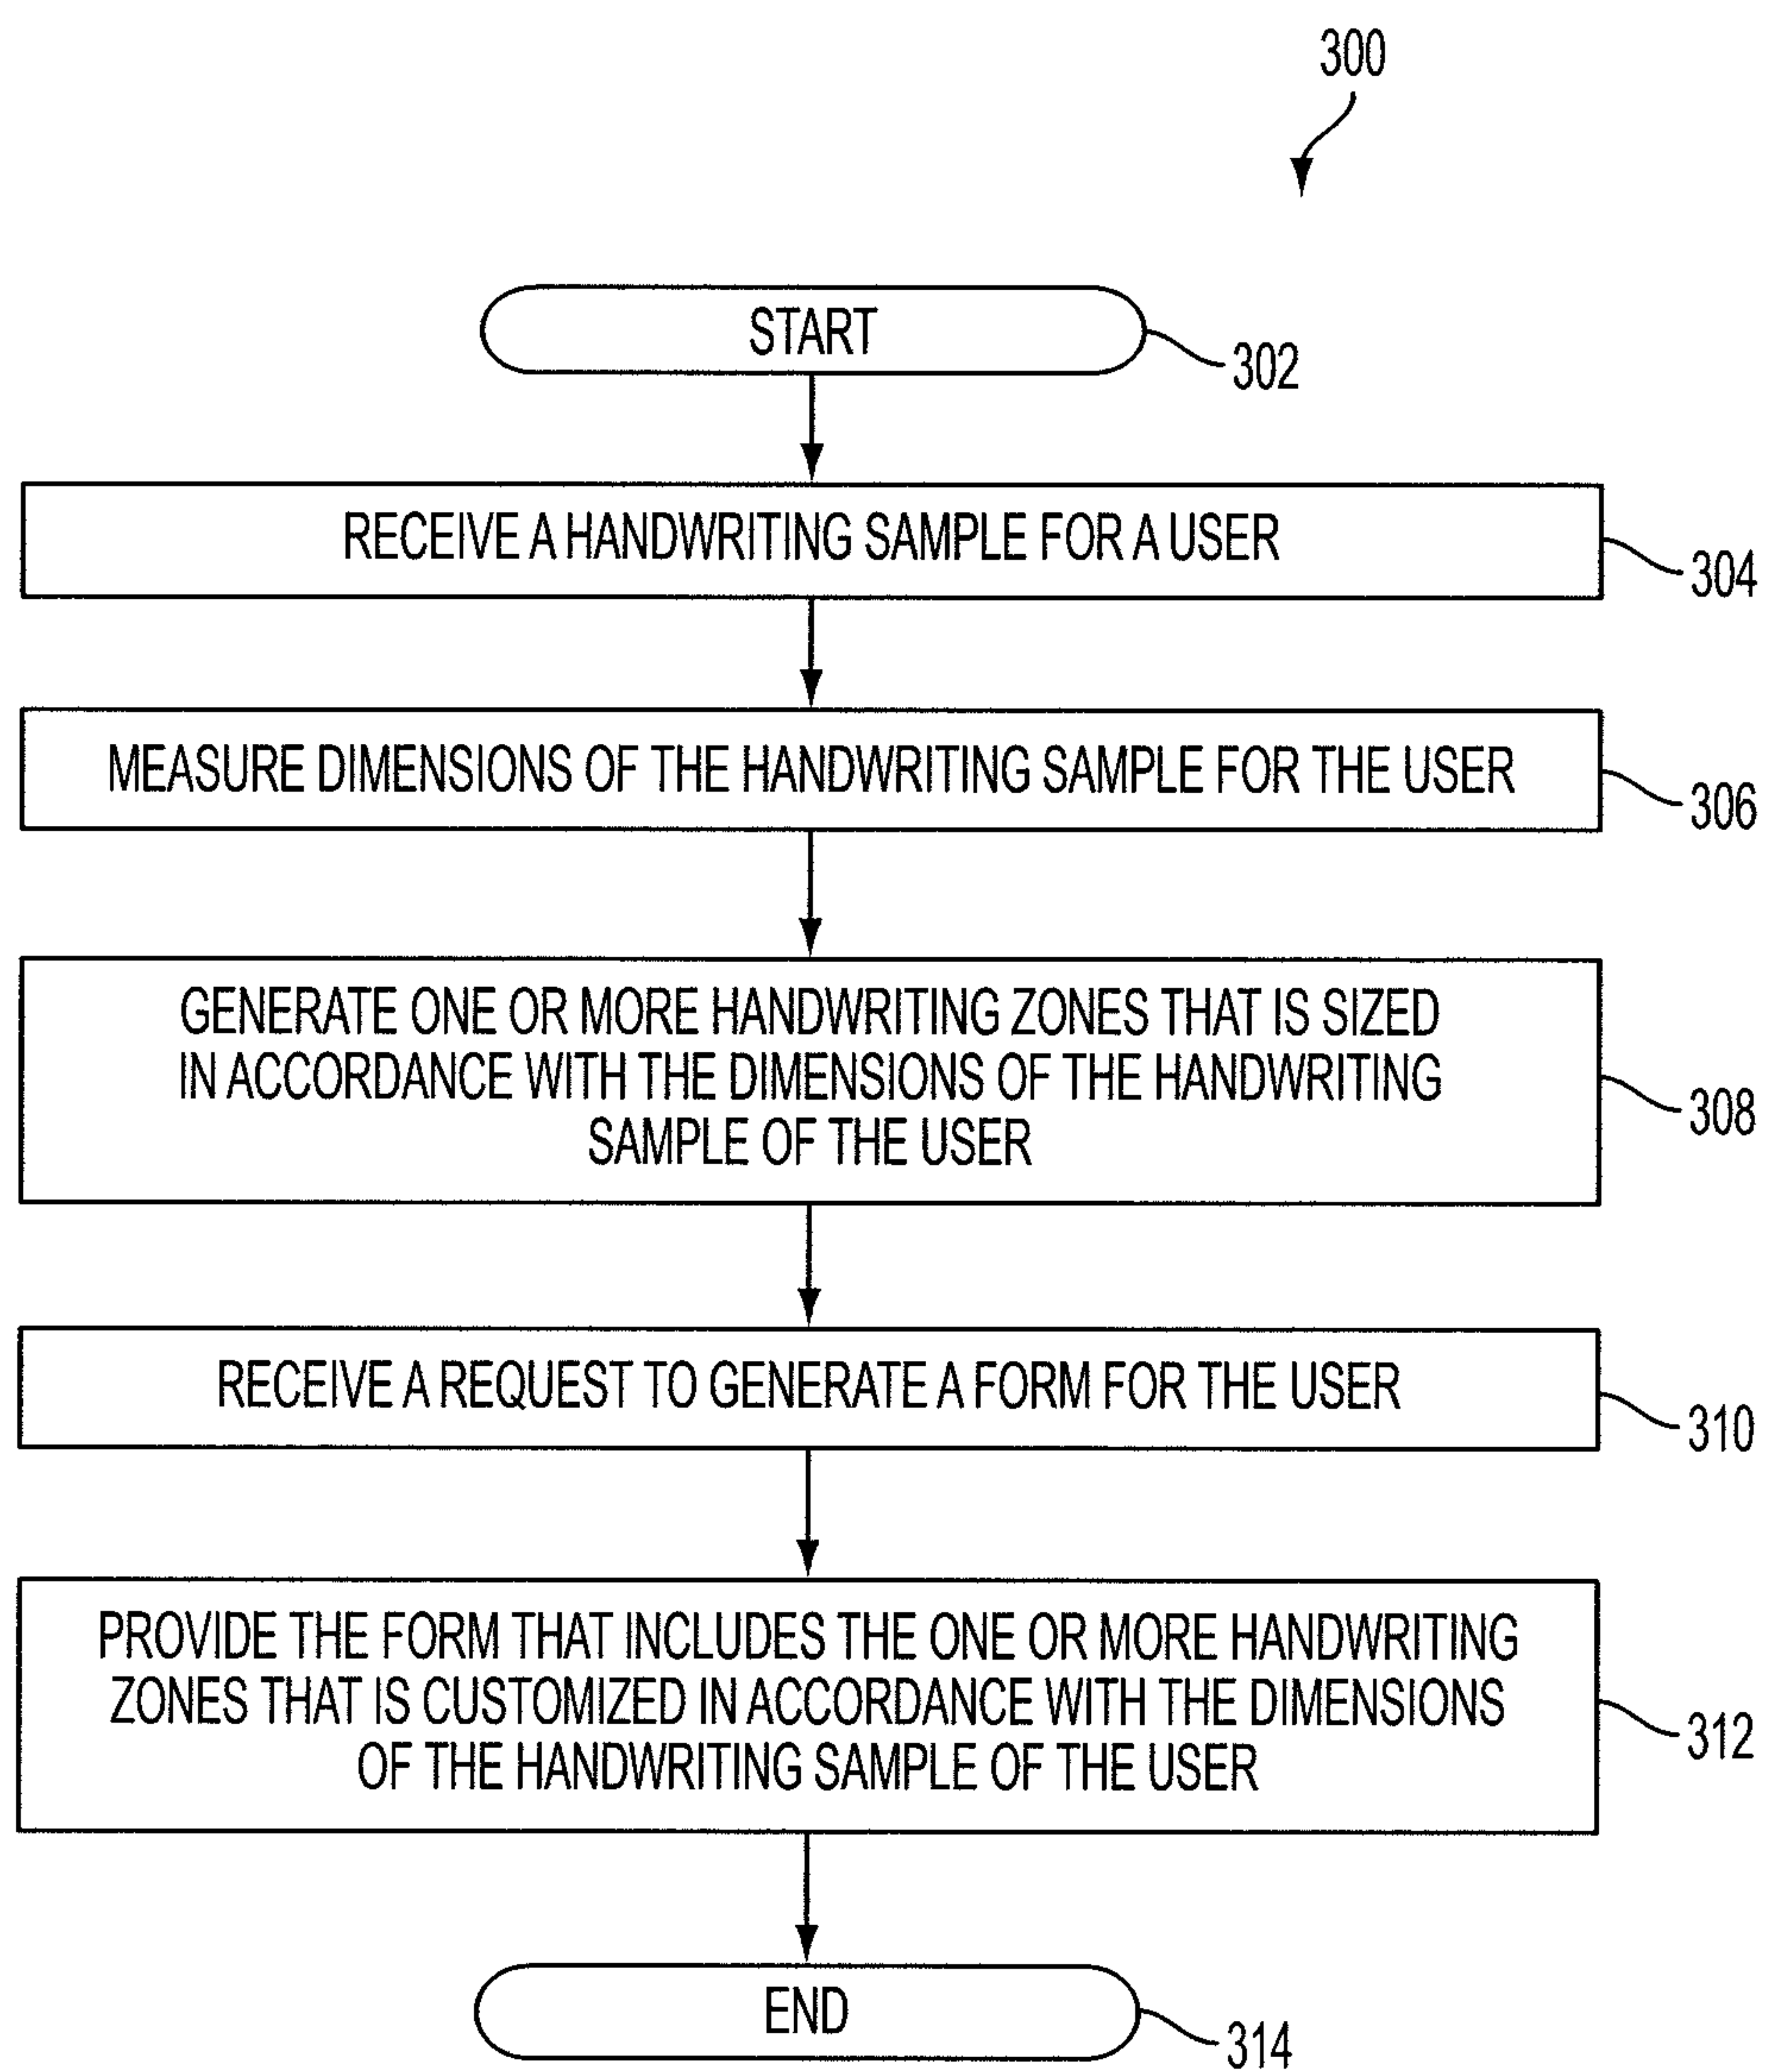 300
START
302
RECEIVE A HANDWRITING SAMPLE FOR A USER
304
MEASURE DIMENSIONS OF THE HANDWRITING SAMPLE FOR THE USER
306
GENERATE ONE OR MORE HANDWRITING ZONES THAT IS SIZED
IN ACCORDANCE WITH THE DIMENSIONS OF THE HANDWRITING
SAMPLE OF THE USER
308
RECEIVE A REQUEST TO GENERATE A FORM FOR THE USER
310
PROVIDE THE FORM THAT INCLUDES THE ONE OR MORE HANDWRITING
ZONES THAT IS CUSTOMIZED IN ACCORDANCE WITH THE DIMENSIONS
OF THE HANDWRITING SAMPLE OF THE USER
312
END
314